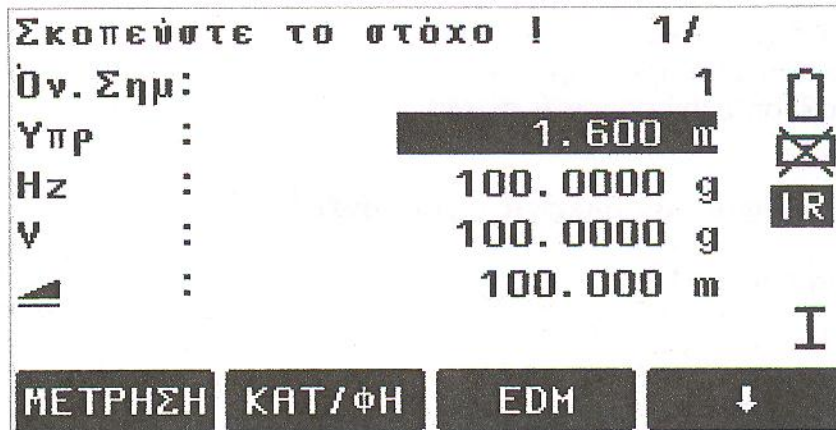 Σκοπεύστε το στόχο ! 1/
Όν.Σημ: 1
Υπρ : 1.600 m
Hz : 100.0000 g
V : 100.0000 g
: 100.000 m
IR
I
ΜΕΤΡΗΣΗ ΚΑΤ/φΗ EDM